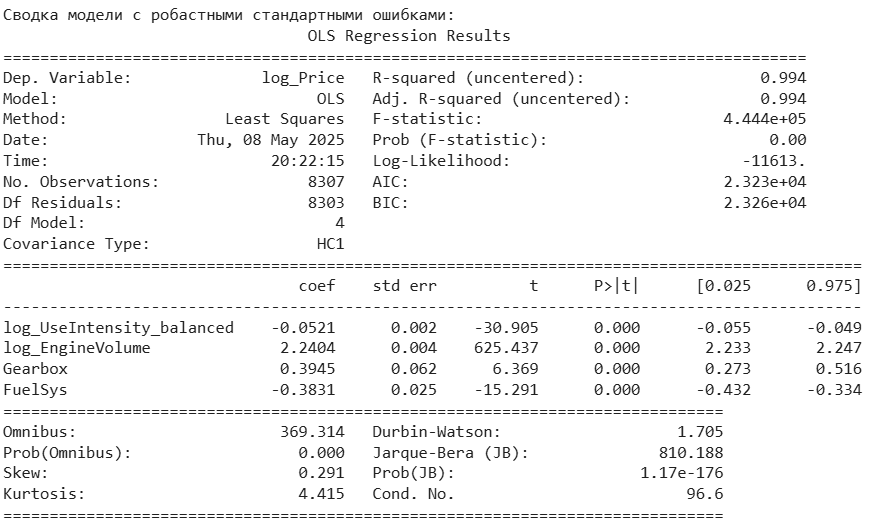 Сводка модели с робастными стандартными ошибками:
                                 OLS Regression Results
=======================================================================================
Dep. Variable:              log_Price   R-squared (uncentered):                   0.994
Model:                            OLS   Adj. R-squared (uncentered):              0.994
Method:                 Least Squares   F-statistic:                          4.444e+05
Date:                Thu, 08 May 2025   Prob (F-statistic):                        0.00
Time:                        20:22:15   Log-Likelihood:                         -11613.
No. Observations:                8307   AIC:                                  2.323e+04
Df Residuals:                    8303   BIC:                                  2.326e+04
Df Model:                           4
Covariance Type:                  HC1
=============================================================================================
                                coef    std err          t      P>|t|      [0.025      0.975]
---------------------------------------------------------------------------------------------
log_UseIntensity_balanced    -0.0521      0.002    -30.905      0.000      -0.055      -0.049
log_EngineVolume              2.2404      0.004    625.437      0.000       2.233       2.247
Gearbox                       0.3945      0.062      6.369      0.000       0.273       0.516
FuelSys                      -0.3831      0.025    -15.291      0.000      -0.432      -0.334
==============================================================================
Omnibus:                      369.314   Durbin-Watson:                   1.705
Prob(Omnibus):                  0.000   Jarque-Bera (JB):              810.188
Skew:                           0.291   Prob(JB):                    1.17e-176
Kurtosis:                       4.415   Cond. No.                         96.6
==============================================================================